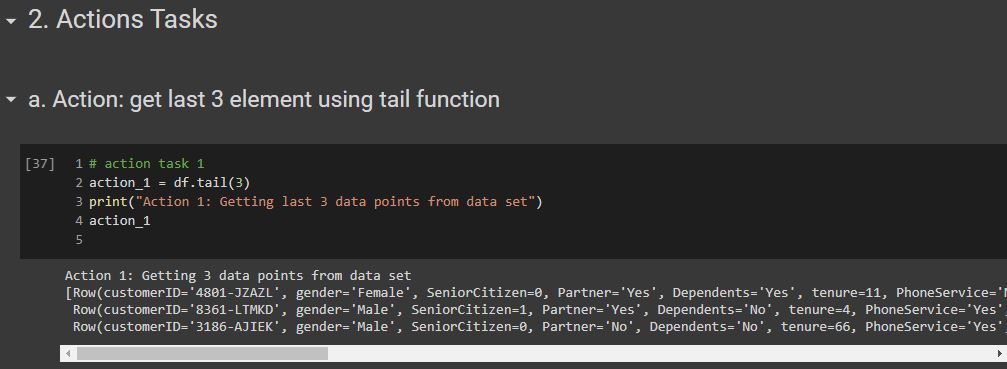 2. Actions Tasks
a. Action: get last 3 element using tail function
[37] 1 # action task 1
2 action_1 = df.tail(3)
3 print("Action 1: Getting last 3 data points from data set")
4 action_1
5
Action 1: Getting 3 data points from data set
[Row(customerID='4801-JZAZL', gender='Female', SeniorCitizen=0, Partner='Yes', Dependents='Yes', tenure=11, PhoneService='
Row(customerID='8361-LTMKD', gender='Male', SeniorCitizen=1, Partner='Yes', Dependents='No', tenure=4, PhoneService='Yes',
Row(customerID='3186-AJIEK', gender='Male', SeniorCitizen=0, Partner='No', Dependents='No', tenure=66, PhoneService='Yes',